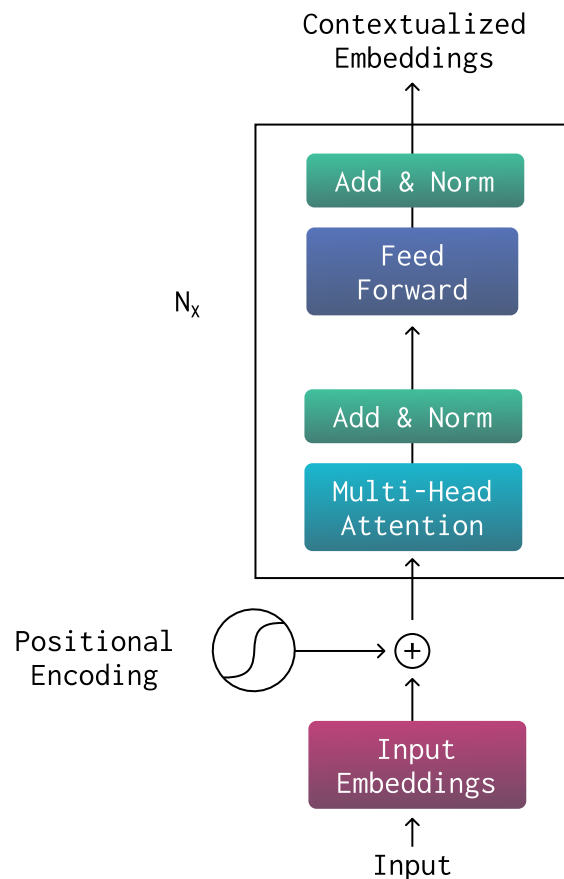 Contextualized
Embeddings
Add & Norm
Feed
Forward
Nx
Add & Norm
Multi-Head
Attention
Positional
Encoding
+
Input
Embeddings
Input